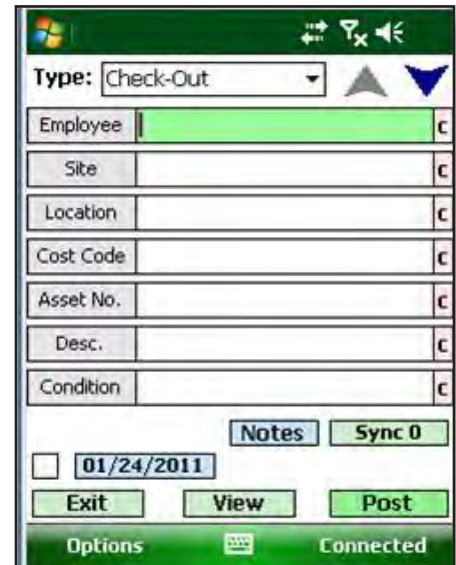 Type: Check-Out
Employee C
Site C
Location C
Cost Code C
Asset No. C
Desc. C
Condition C
Notes Sync 0
01/24/2011
Exit View Post
Options Connected